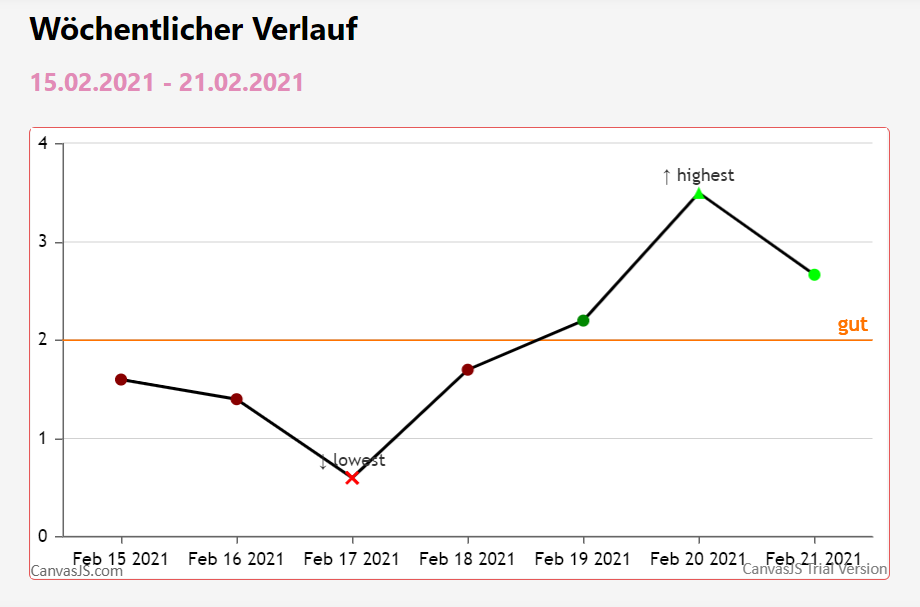 Wöchentlicher Verlauf
15.02.2021 - 21.02.2021
4
↑ highest
3
gut
2
1
↓ lowest
0
Feb 15 2021 Feb 16 2021 Feb 17 2021 Feb 18 2021 Feb 19 2021 Feb 20 2021 Feb 21 2021
CanvasJS.com CanvasJS Trial Version